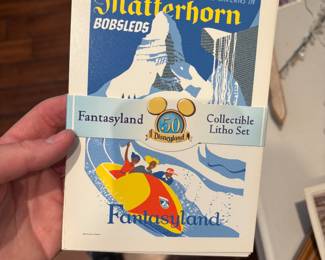 Matterhorn
BOBSLEDS
Fantasyland
50
Disneyland
Collectible
Litho Set
Fantasyland